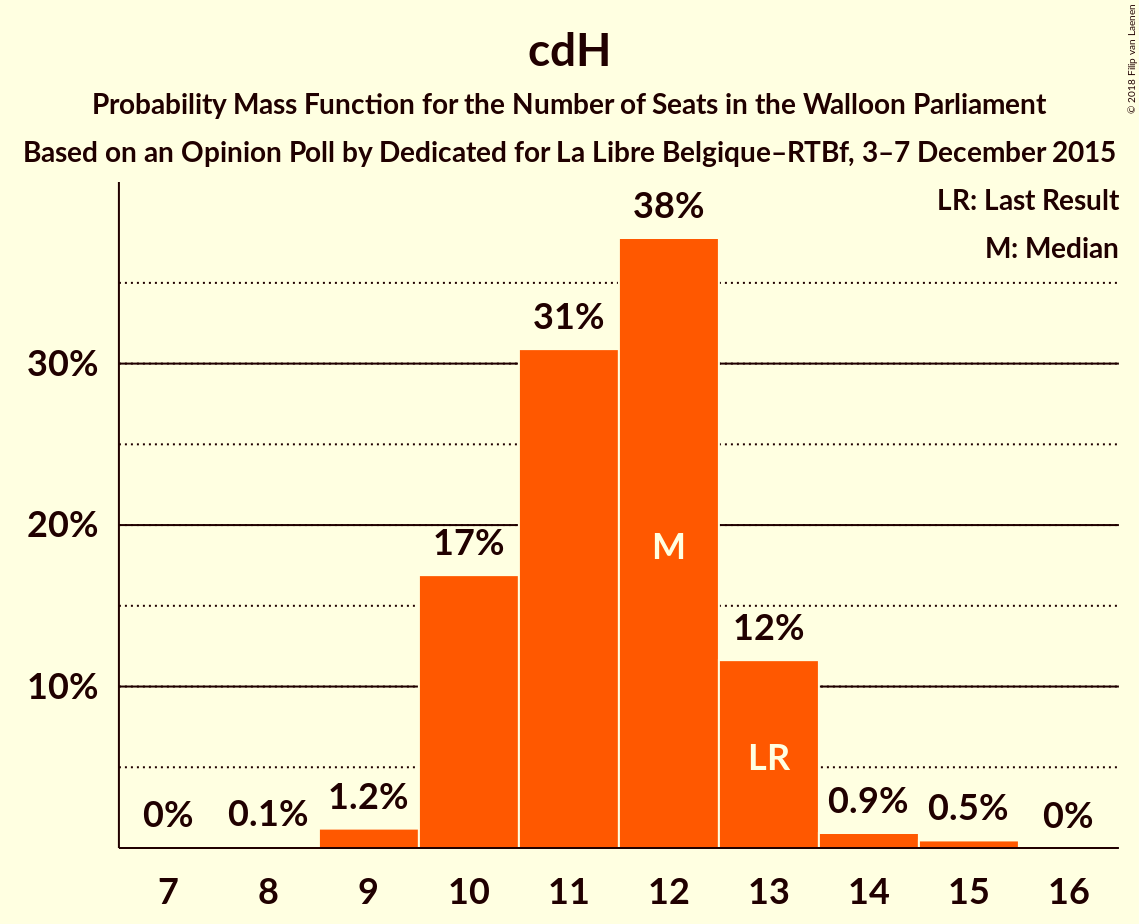 cdH
Probability Mass Function for the Number of Seats in the Walloon Parliament
Based on an Opinion Poll by Dedicated for La Libre Belgique–RTBf, 3–7 December 2015
© 2018 Filip van Laenen
LR: Last Result
M: Median
38%
31%
30%
20%
17%
M
12%
10%
LR
0%
0.1%
1.2%
0.9%
0.5%
0%
7 8 9 10 11 12 13 14 15 16